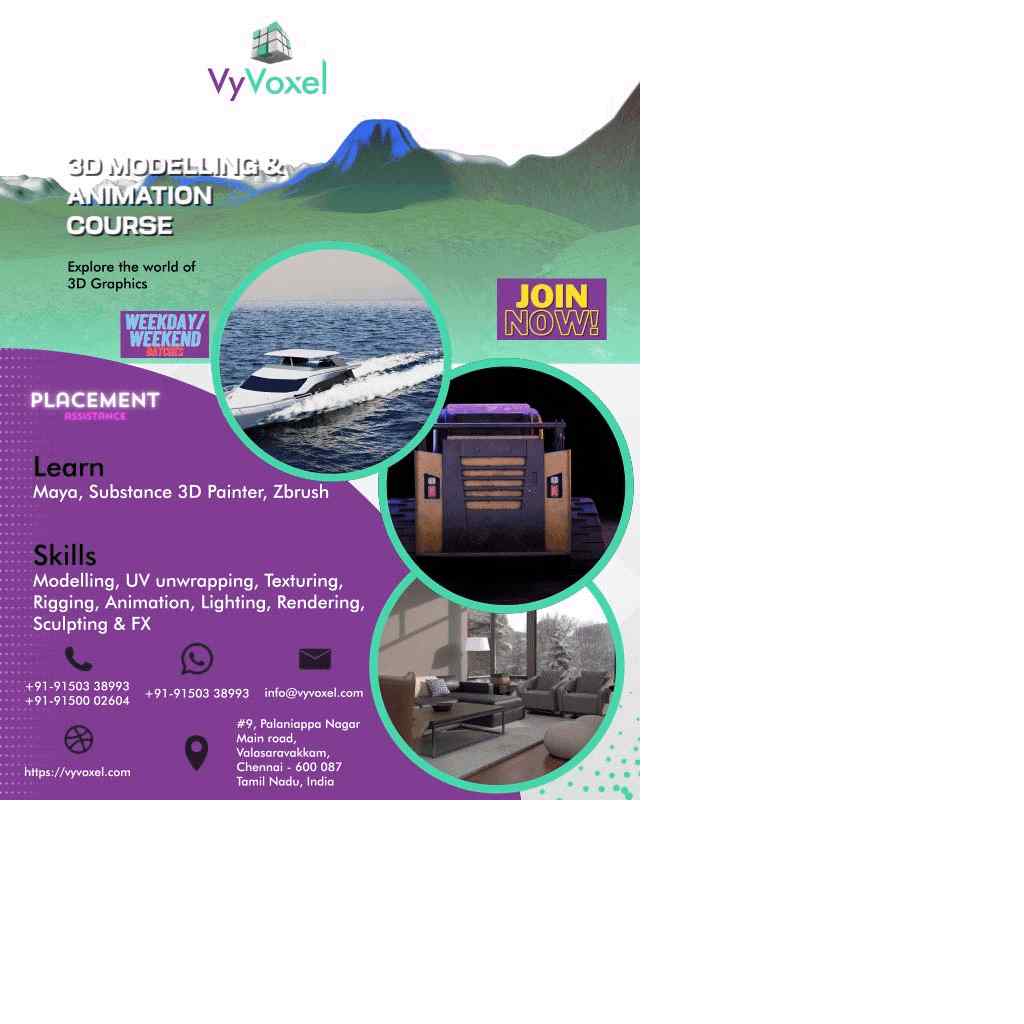 VyVoxel
3D MODELLING &
ANIMATION
COURSE
Explore the world of
3D Graphics
WEEKDAY/
WEEKEND
BATCHES
JOIN
NOW!
PLACEMENT
ASSISTANCE
Learn
Maya, Substance 3D Painter, Zbrush
Skills
Modelling, UV unwrapping, Texturing,
Rigging, Animation, Lighting, Rendering,
Sculpting & FX
+91-91503 38993
+91-91500 02604
+91-91503 38993
info@vyvoxel.com
https://vyvoxel.com
#9, Palaniappa Nagar
Main road,
Valasaravakkam,
Chennai - 600 087
Tamil Nadu, India